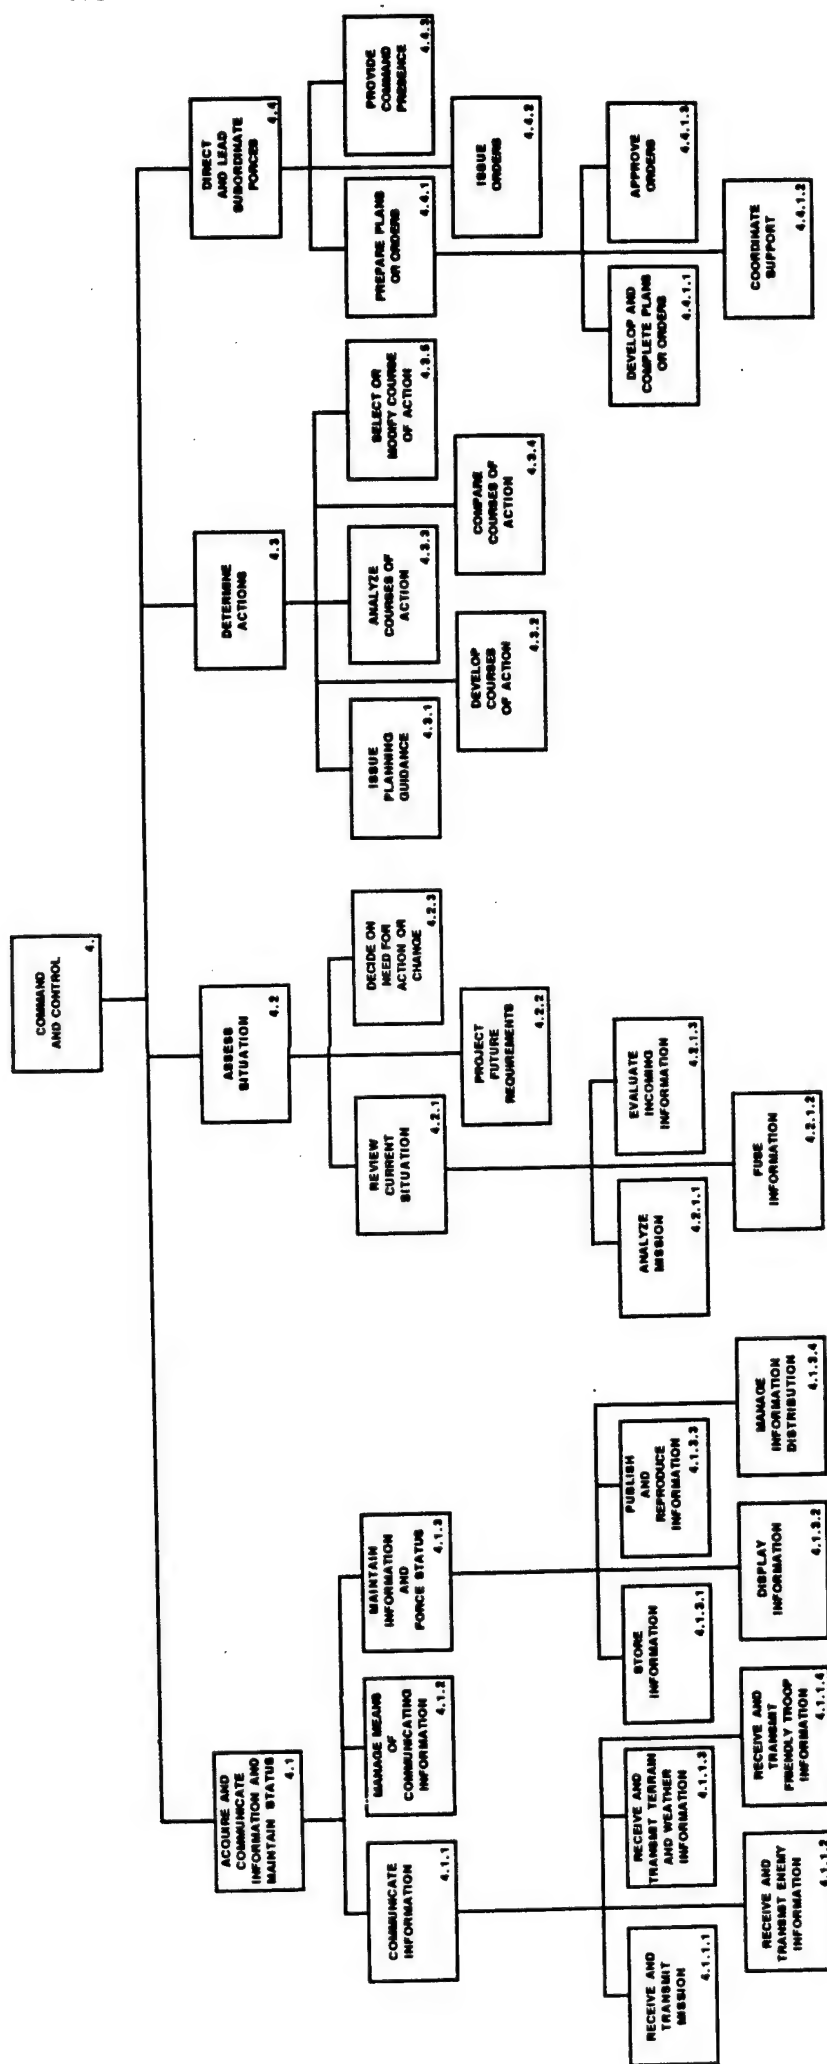 COMMAND
AND CONTROL
4.
ACQUIRE AND
COMMUNICATE
INFORMATION AND
MAINTAIN STATUS
4.1
ASSESS
SITUATION
4.2
DETERMINE
ACTIONS
4.3
DIRECT
AND LEAD
SUBORDINATE
FORCES
4.4
COMMUNICATE
INFORMATION
4.1.1
MANAGE MEANS
OF
COMMUNICATING
INFORMATION
4.1.2
MAINTAIN
INFORMATION
AND
FORCE STATUS
4.1.3
REVIEW
CURRENT
SITUATION
4.2.1
PROJECT
FUTURE
REQUIREMENTS
4.2.2
DECIDE ON
NEED FOR
ACTION OR
CHANGE
4.2.3
ISSUE
PLANNING
GUIDANCE
4.3.1
DEVELOP
COURSES
OF ACTION
4.3.2
ANALYZE
COURSES OF
ACTION
4.3.3
COMPARE
COURSES OF
ACTION
4.3.4
SELECT OR
MODIFY COURSE
OF ACTION
4.3.5
PREPARE PLANS
OR ORDERS
4.4.1
ISSUE
ORDERS
4.4.2
PROVIDE
COMMAND
PRESENCE
4.4.3
RECEIVE AND
TRANSMIT
MISSION
4.1.1.1
RECEIVE AND
TRANSMIT ENEMY
INFORMATION
4.1.1.2
RECEIVE AND
TRANSMIT TERRAIN
AND WEATHER
INFORMATION
4.1.1.3
RECEIVE AND
TRANSMIT
FRIENDLY TROOP
INFORMATION
4.1.1.4
STORE
INFORMATION
4.1.3.1
DISPLAY
INFORMATION
4.1.3.2
PUBLISH
AND
REPRODUCE
INFORMATION
4.1.3.3
MANAGE
INFORMATION
DISTRIBUTION
4.1.3.4
ANALYZE
MISSION
4.2.1.1
FUSE
INFORMATION
4.2.1.2
EVALUATE
INCOMING
INFORMATION
4.2.1.3
DEVELOP AND
COMPLETE PLANS
OR ORDERS
4.4.1.1
COORDINATE
SUPPORT
4.4.1.2
APPROVE
ORDERS
4.4.1.3